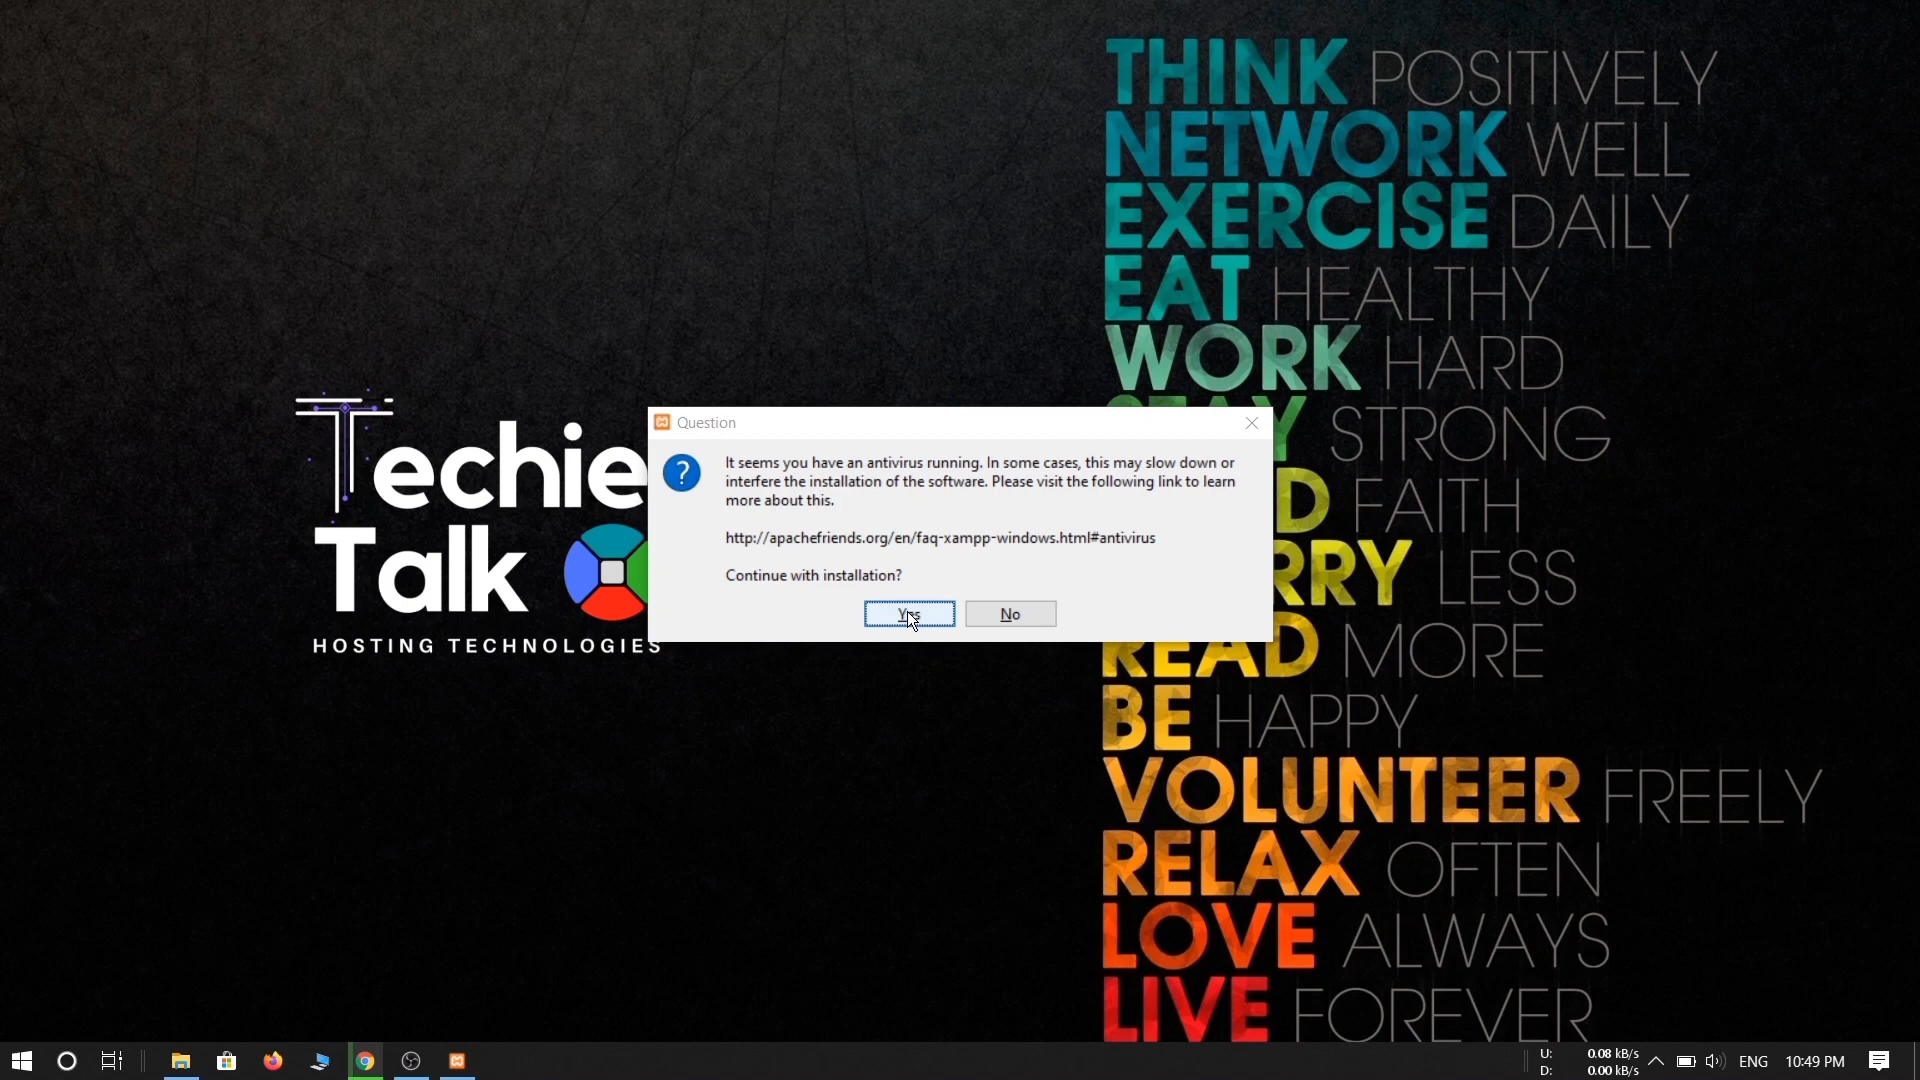 THINK POSITIVELY
NETWORK WELL
EXERCISE DAILY
EAT HEALTHY
WORK HARD
STRONG
D FAITH
RRY LESS
READ MORE
BE HAPPY
VOLUNTEER FREELY
RELAX OFTEN
LOVE ALWAYS
LIVE FOREVER
Techie
Talk
HOSTING TECHNOLOGIES
Question
It seems you have an antivirus running. In some cases, this may slow down or
interfere the installation of the software. Please visit the following link to learn
more about this.
http://apachefriends.org/en/faq-xampp-windows.html#antivirus
Continue with installation?
Yes No
U: 0.08 kB/s
D: 0.00 kB/s
ENG 10:49 PM